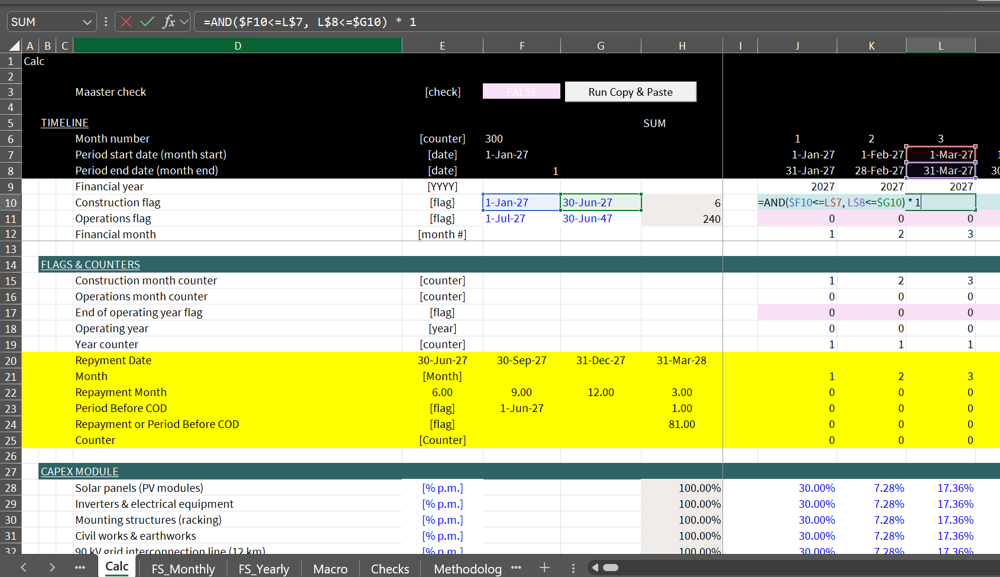 SUM fx =AND($F10<=L$7, L$8<=$G10) * 1
A B C D E F G H I J K L
1 Calc
2
3 Maaster check [check] FALSE Run Copy & Paste
4
5 TIMELINE SUM
6 Month number [counter] 300 1 2 3
7 Period start date (month start) [date] 1-Jan-27 1-Jan-27 1-Feb-27 1-Mar-27
8 Period end date (month end) [date] 1 31-Jan-27 28-Feb-27 31-Mar-27
9 Financial year [YYYY] 2027 2027 2027
10 Construction flag [flag] 1-Jan-27 30-Jun-27 6 =AND($F10<=L$7, L$8<=$G10) * 1
11 Operations flag [flag] 1-Jul-27 30-Jun-47 240 0 0 0
12 Financial month [month #] 1 2 3
13
14 FLAGS & COUNTERS
15 Construction month counter [counter] 1 2 3
16 Operations month counter [counter] 0 0 0
17 End of operating year flag [flag] 0 0 0
18 Operating year [year] 0 0 0
19 Year counter [counter] 1 1 1
20 Repyment Date 30-Jun-27 30-Sep-27 31-Dec-27 31-Mar-28
21 Month [Month] 1 2 3
22 Repayment Month 6.00 9.00 12.00 3.00 0 0 0
23 Period Before COD [flag] 1-Jun-27 1.00 0 0 0
24 Repayment or Period Before COD [flag] 81.00 0 0 0
25 Counter [Counter] 0 0 0
26
27 CAPEX MODULE
28 Solar panels (PV modules) [% p.m.] 100.00% 30.00% 7.28% 17.36%
29 Inverters & electrical equipment [% p.m.] 100.00% 30.00% 7.28% 17.36%
30 Mounting structures (racking) [% p.m.] 100.00% 30.00% 7.28% 17.36%
31 Civil works & earthworks [% p.m.] 100.00% 30.00% 7.28% 17.36%
32 90 kV grid interconnection line (12 km) [% p.m.] 100.00% 30.00% 7.28% 17.36%
Calc FS_Monthly FS_Yearly Macro Checks Methodolog